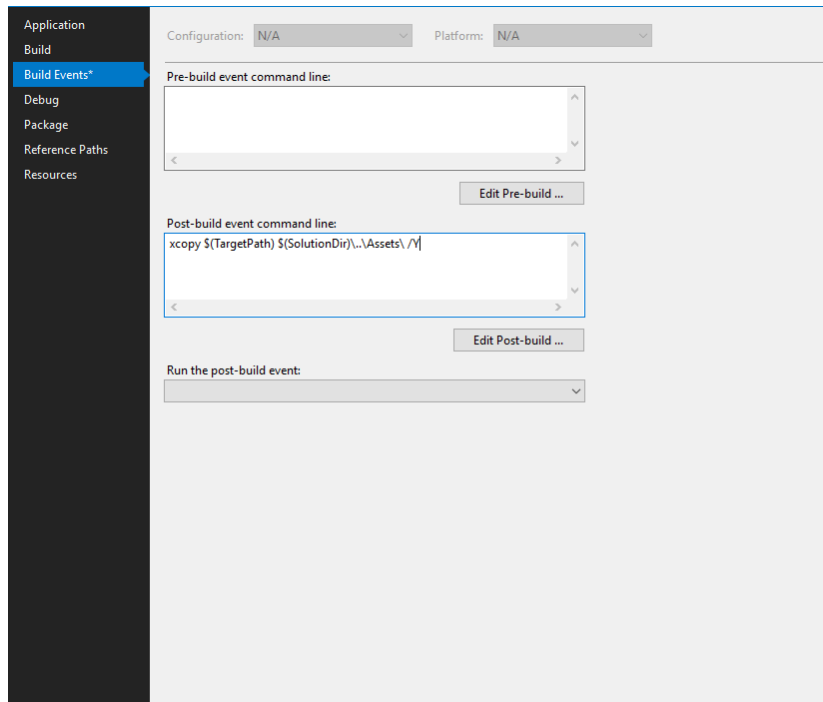 Application
Build
Build Events*
Debug
Package
Reference Paths
Resources
Configuration: N/A Platform: N/A
Pre-build event command line:
Edit Pre-build ...
Post-build event command line:
xcopy $(TargetPath) $(SolutionDir)\..\Assets\ /Y
Edit Post-build ...
Run the post-build event: